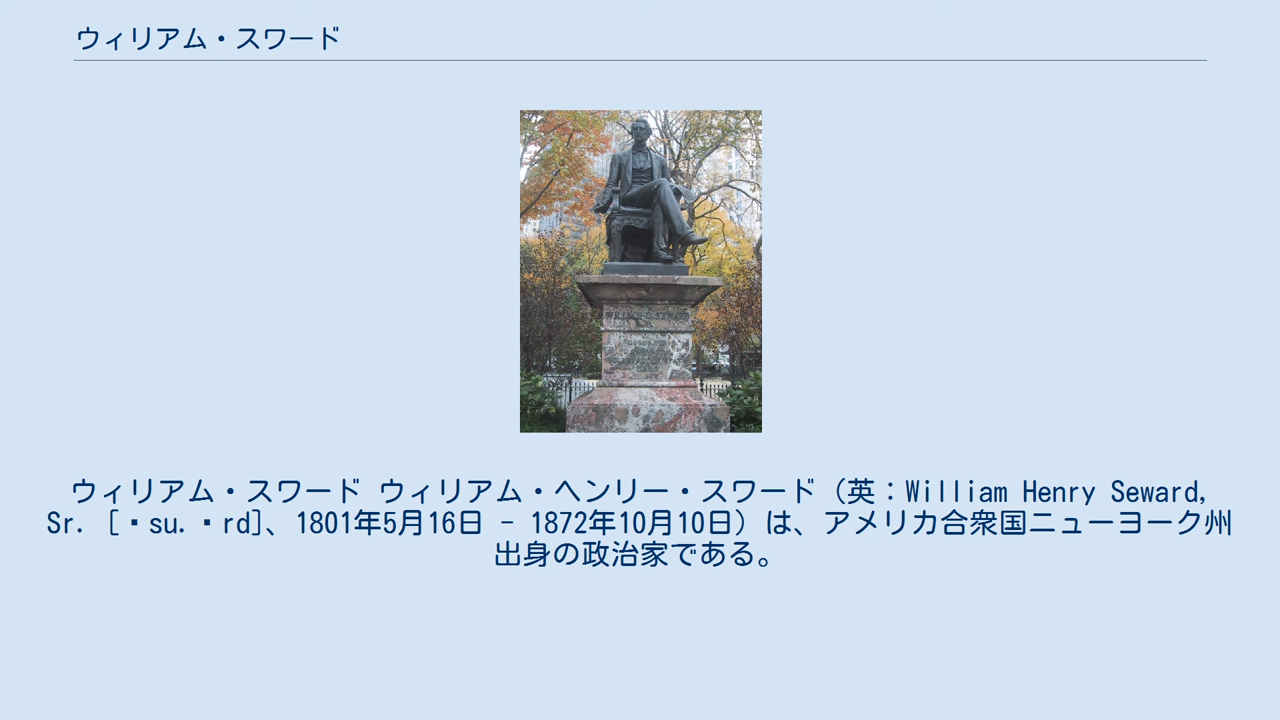 ウィリアム・スワード
ウィリアム・スワード ウィリアム・ヘンリー・スワード（英：William Henry Seward,
Sr. [·su.·rd]、1801年5月16日 - 1872年10月10日）は、アメリカ合衆国ニューヨーク州
出身の政治家である。